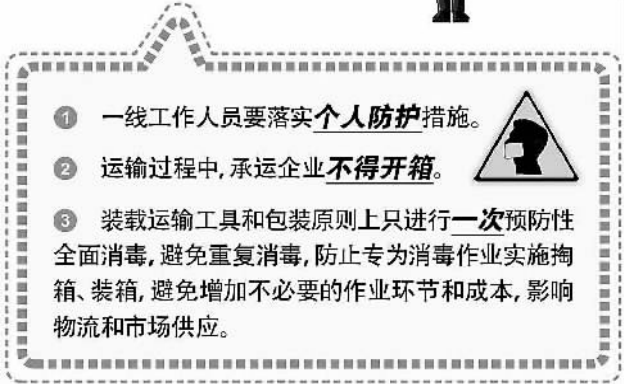 ① 一线工作人员要落实个人防护措施。
② 运输过程中,承运企业不得开箱。
③ 装载运输工具和包装原则上只进行一次预防性
全面消毒,避免重复消毒,防止专为消毒作业实施掏
箱、装箱,避免增加不必要的作业环节和成本,影响
物流和市场供应。